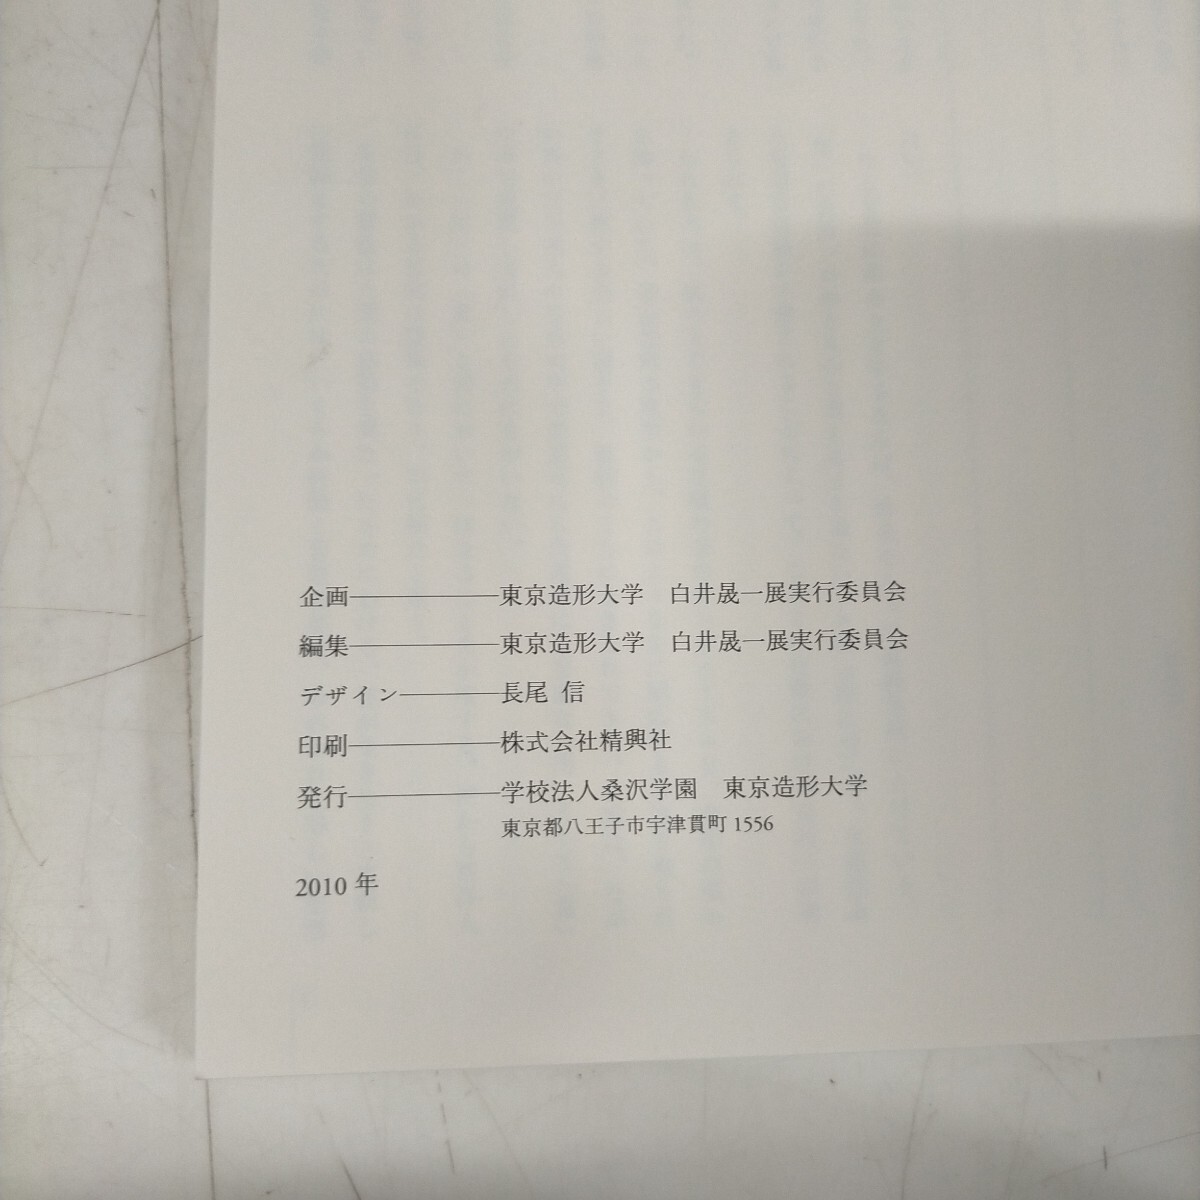 企画―――東京造形大学　白井晟一展実行委員会
編集―――東京造形大学　白井晟一展実行委員会
デザイン―――長尾 信
印刷―――株式会社精興社
発行―――学校法人桑沢学園　東京造形大学
東京都八王子市宇津貫町 1556
2010 年